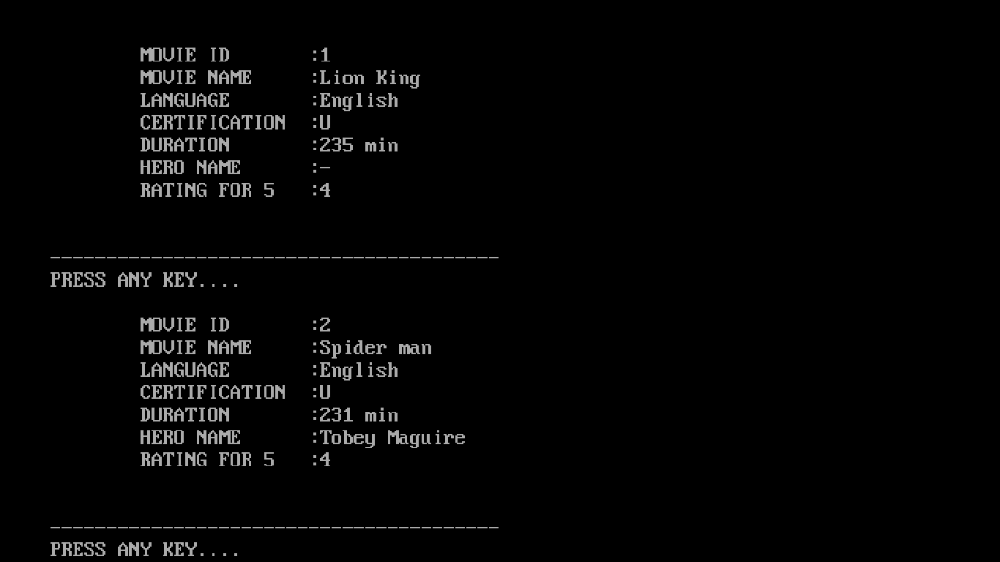 MOVIE ID :1
MOVIE NAME :Lion King
LANGUAGE :English
CERTIFICATION :U
DURATION :235 min
HERO NAME :-
RATING FOR 5 :4
----------------------------------------
PRESS ANY KEY....
MOVIE ID :2
MOVIE NAME :Spider man
LANGUAGE :English
CERTIFICATION :U
DURATION :231 min
HERO NAME :Tobey Maguire
RATING FOR 5 :4
----------------------------------------
PRESS ANY KEY....